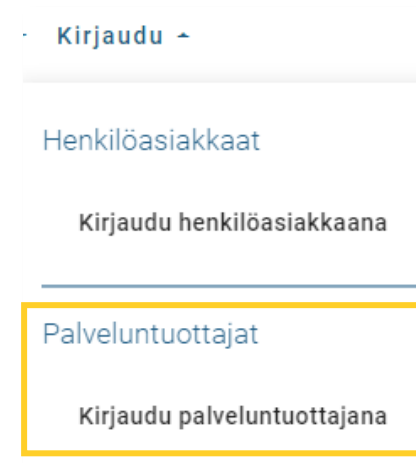 Kirjaudu
Henkilöasiakkaat
Kirjaudu henkilöasiakkaana
Palveluntuottajat
Kirjaudu palveluntuottajana